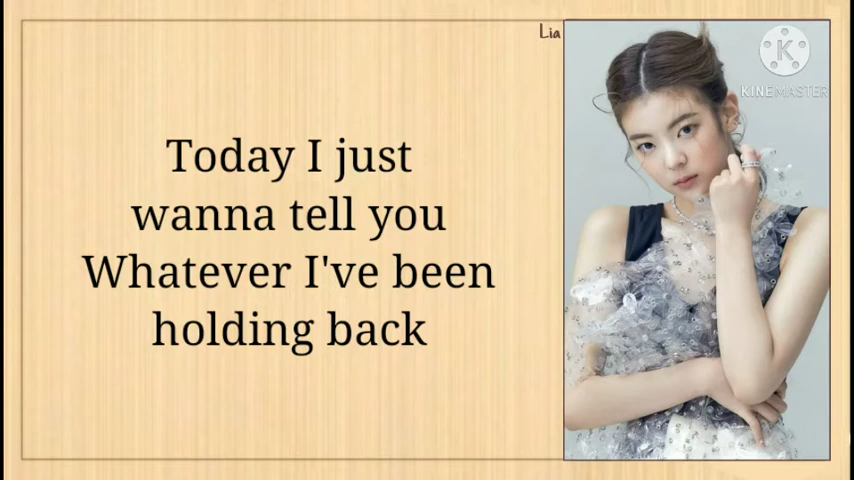 Lia
K
KINEMASTER
Today I just
wanna tell you
Whatever I've been
holding back